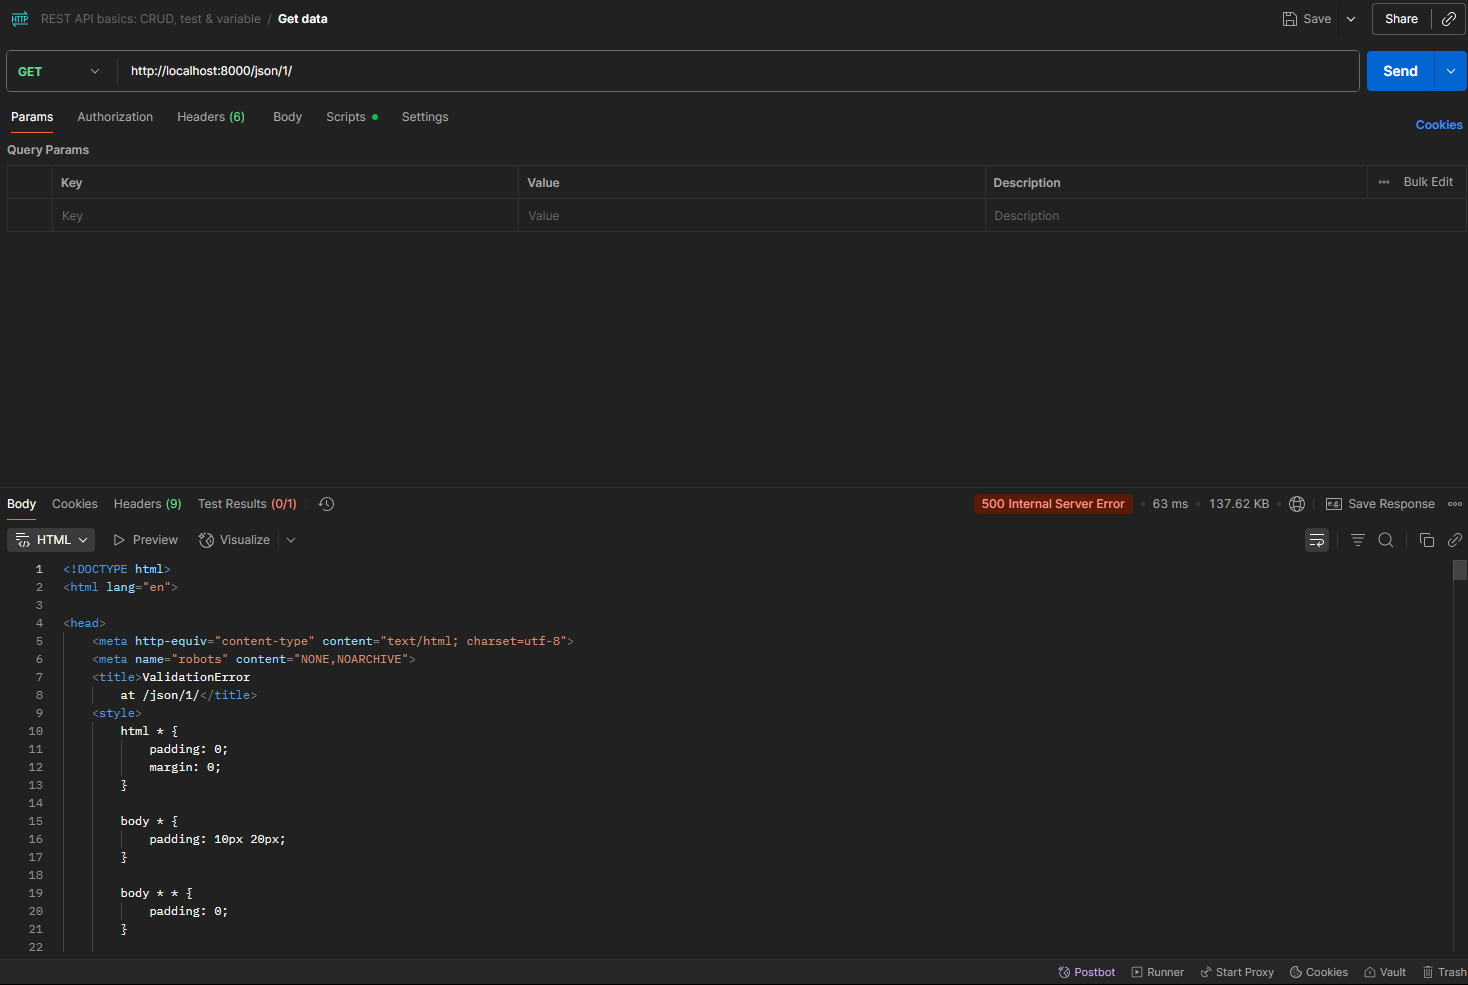 HTTP REST API basics: CRUD, test & variable / Get data Save Share
GET http://localhost:8000/json/1/ Send
Params Authorization Headers (6) Body Scripts Settings Cookies
Query Params
Key Value Description Bulk Edit
Key Value Description
Body Cookies Headers (9) Test Results (0/1) 500 Internal Server Error 63 ms 137.62 KB e.g. Save Response
HTML Preview Visualize
1 <!DOCTYPE html>
2 <html lang="en">
3
4 <head>
5 <meta http-equiv="content-type" content="text/html; charset=utf-8">
6 <meta name="robots" content="NONE,NOARCHIVE">
7 <title>ValidationError
8 at /json/1/</title>
9 <style>
10 html * {
11 padding: 0;
12 margin: 0;
13 }
14
15 body * {
16 padding: 10px 20px;
17 }
18
19 body * * {
20 padding: 0;
21 }
22
Postbot Runner Start Proxy Cookies Vault Trash